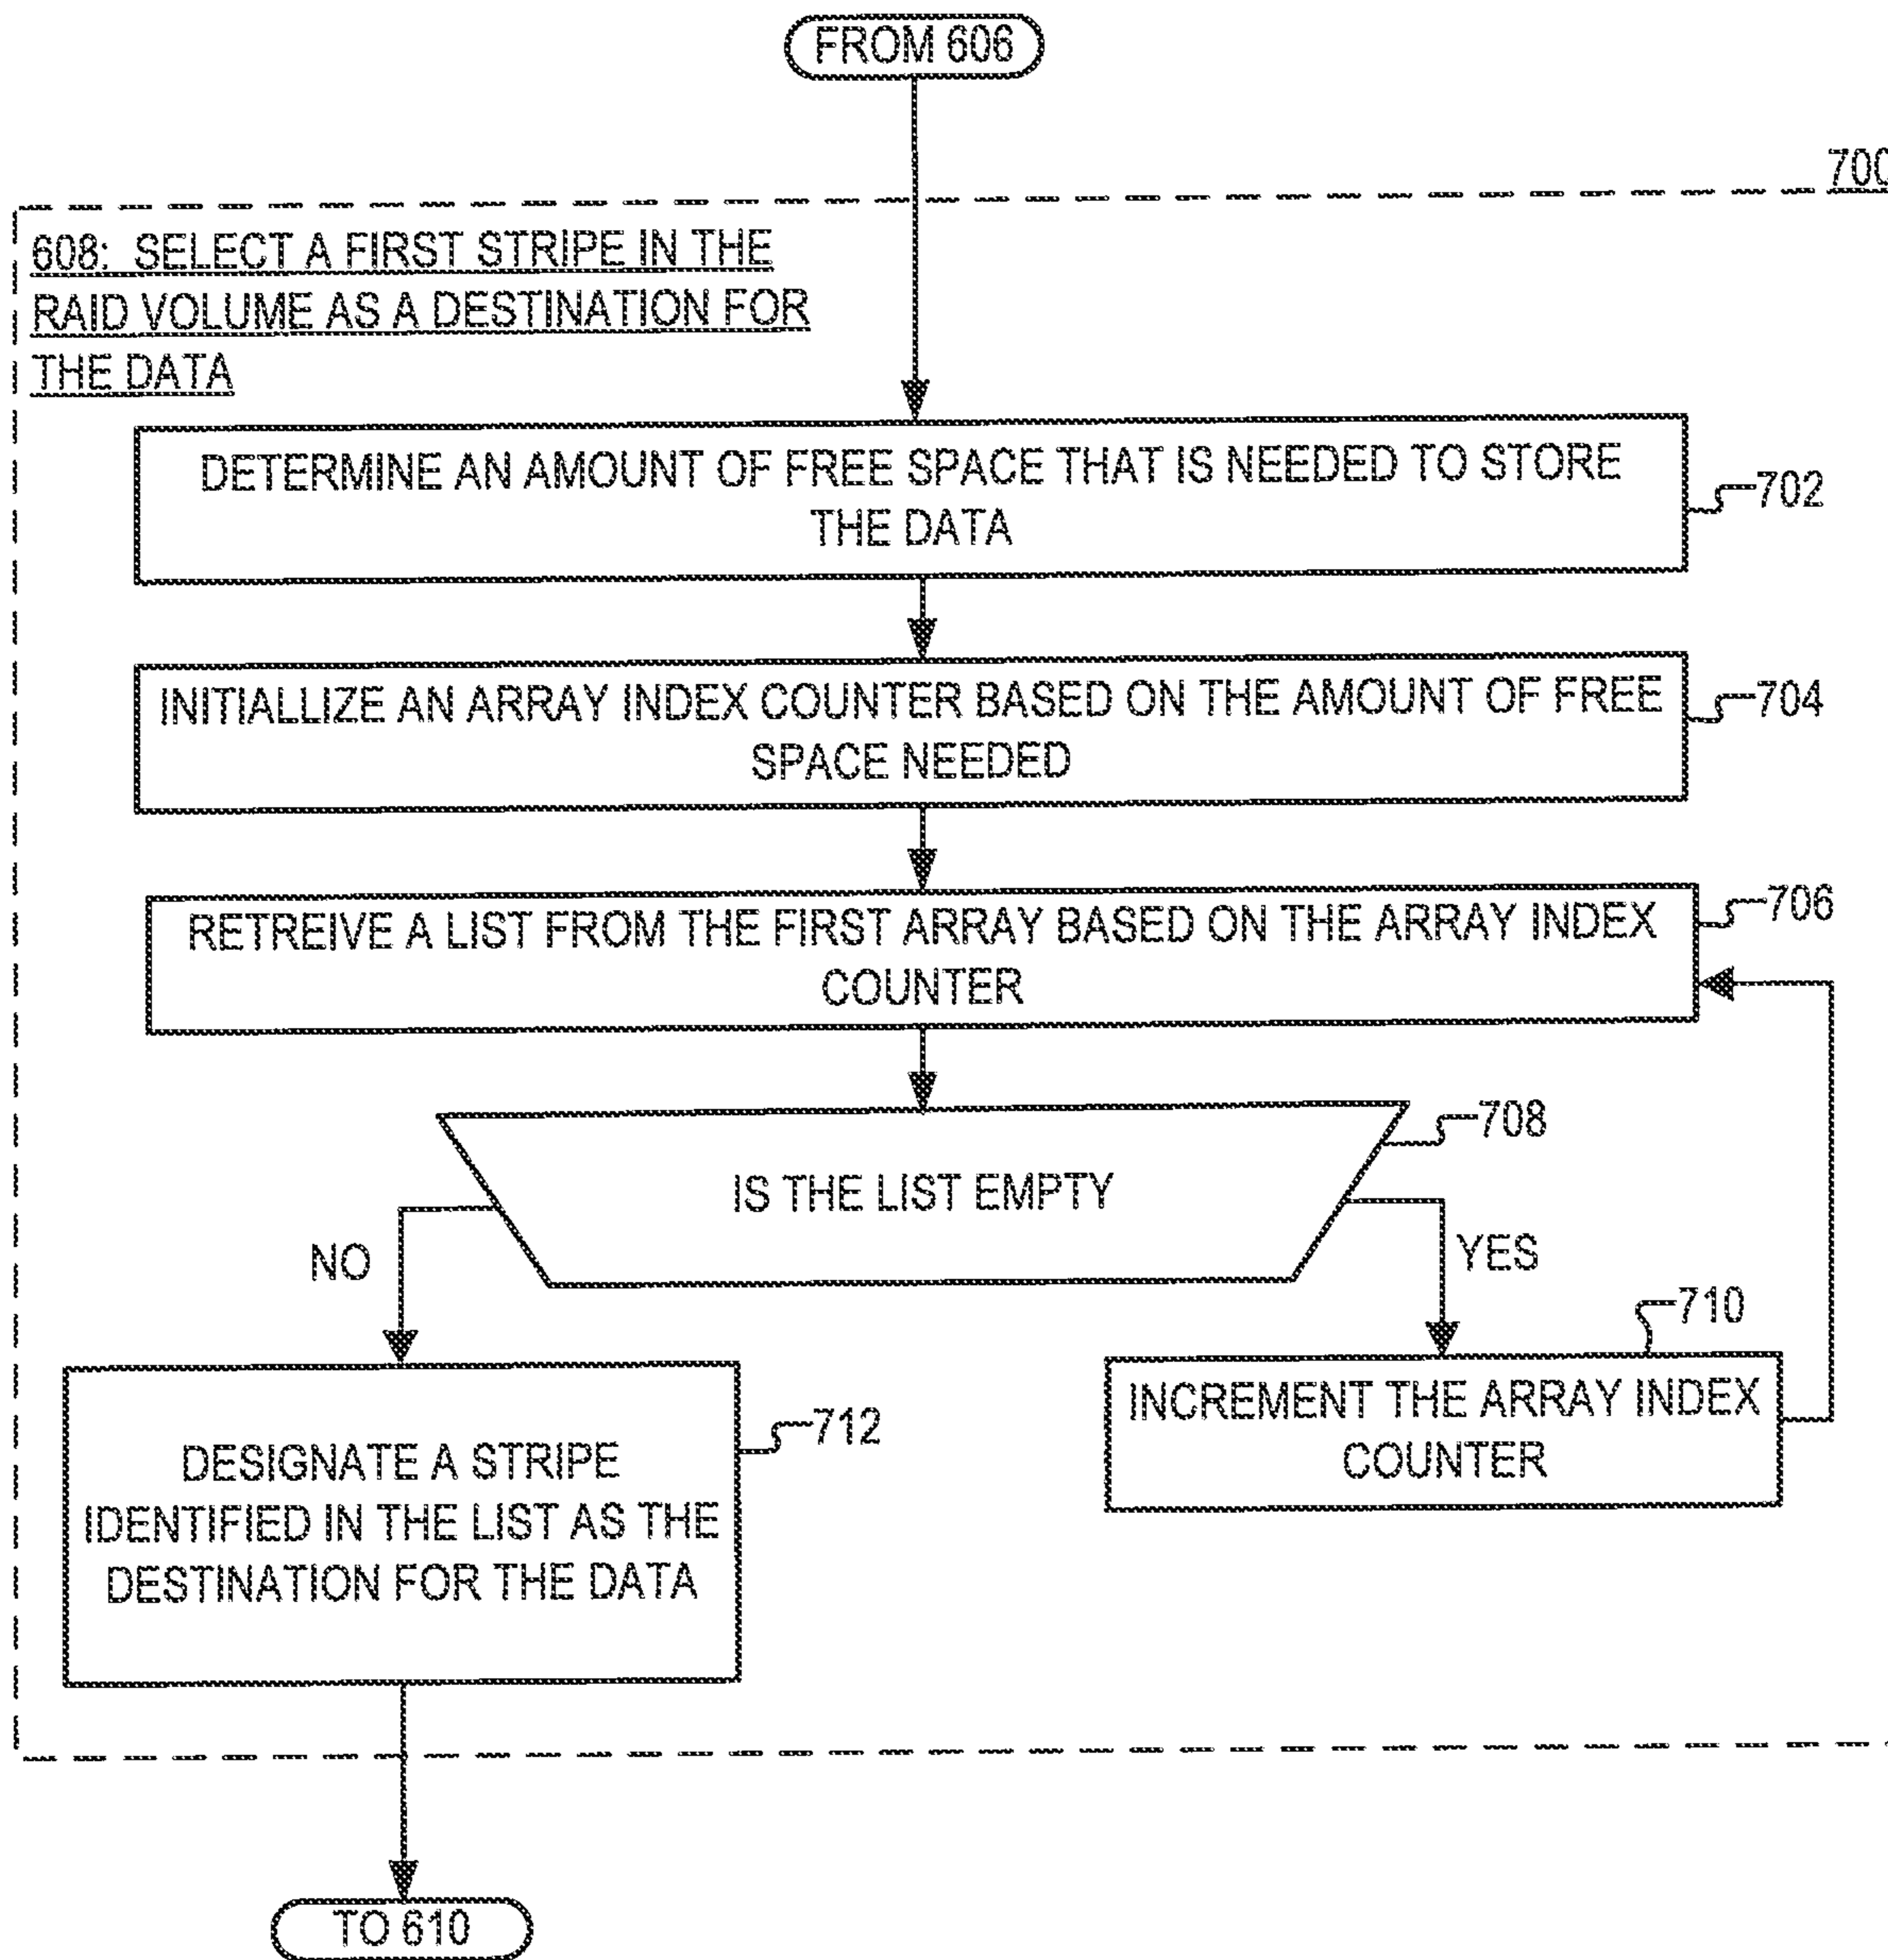 FROM 606
700
608: SELECT A FIRST STRIPE IN THE
RAID VOLUME AS A DESTINATION FOR
THE DATA
DETERMINE AN AMOUNT OF FREE SPACE THAT IS NEEDED TO STORE
THE DATA
702
INITIALLIZE AN ARRAY INDEX COUNTER BASED ON THE AMOUNT OF FREE
SPACE NEEDED
704
RETREIVE A LIST FROM THE FIRST ARRAY BASED ON THE ARRAY INDEX
COUNTER
706
IS THE LIST EMPTY
708
NO
YES
710
INCREMENT THE ARRAY INDEX
COUNTER
DESIGNATE A STRIPE
IDENTIFIED IN THE LIST AS THE
DESTINATION FOR THE DATA
712
TO 610